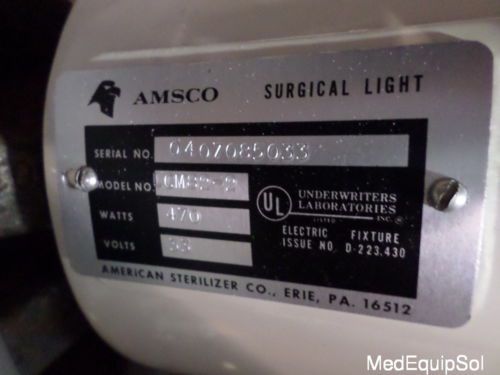 AMSCO SURGICAL LIGHT
SERIAL NO. 0407085033
MODEL NO.
WATTS 470
VOLTS 33
UL
UNDERWRITERS
LABORATORIES
INC.
LISTED
ELECTRIC FIXTURE
ISSUE NO. D-223,430
AMERICAN STERILIZER CO., ERIE, PA. 16512
MedEquipSol